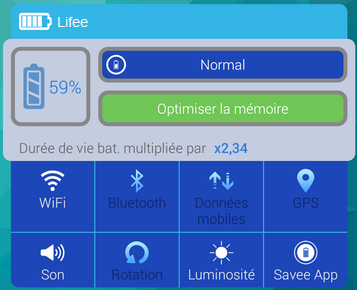 Lifee
59%
Normal
Optimiser la mémoire
Durée de vie bat. multipliée par x2,34
WiFi
Bluetooth
Données
mobiles
GPS
Son
Rotation
Luminosité
Savee App